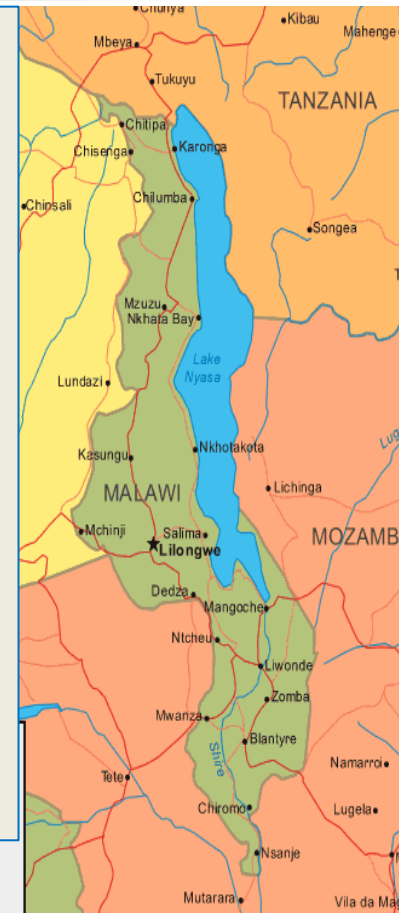 Chunya
Kibau
Mahenge
Mbeya
Tukuyu
TANZANIA
Chitipa
Chisenga
Karonga
Chilumba
Chinsali
Songea
Mzuzu
Nkhata Bay
Lake
Nyasa
Lundazi
Nkhotakota
Kasungu
Lichinga
MALAWI
Mchinji
Salima
Lilongwe
MOZAMB
Dedza
Mangoche
Ntcheu
Liwonde
Zomba
Mwanza
Blantyre
Shire
Namarroi
Tete
Chiromo
Lugela
Nsanje
Mutarara
Vila da Ma